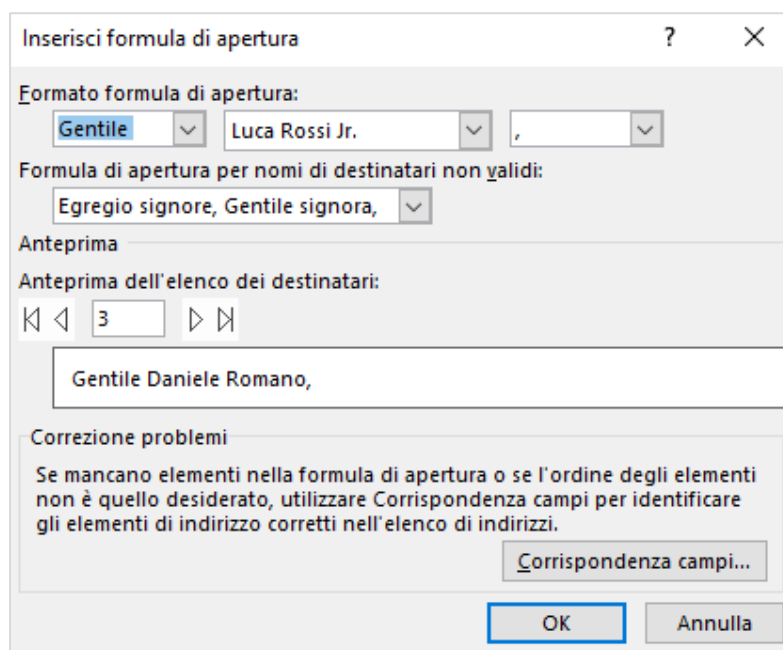 Inserisci formula di apertura ?
Formato formula di apertura:
Gentile Luca Rossi Jr. ,
Formula di apertura per nomi di destinatari non validi:
Egregio signore, Gentile signora,
Anteprima
Anteprima dell'elenco dei destinatari:
3
Gentile Daniele Romano,
Correzione problemi
Se mancano elementi nella formula di apertura o se l'ordine degli elementi
non è quello desiderato, utilizzare Corrispondenza campi per identificare
gli elementi di indirizzo corretti nell'elenco di indirizzi.
Corrispondenza campi...
OK Annulla